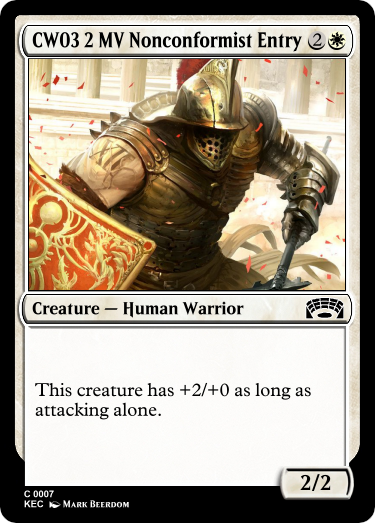 CW03 2 MV Nonconformist Entry 2
Creature — Human Warrior
This creature has +2/+0 as long as
attacking alone.
2/2
C 0007
KEC Mark Beerdom